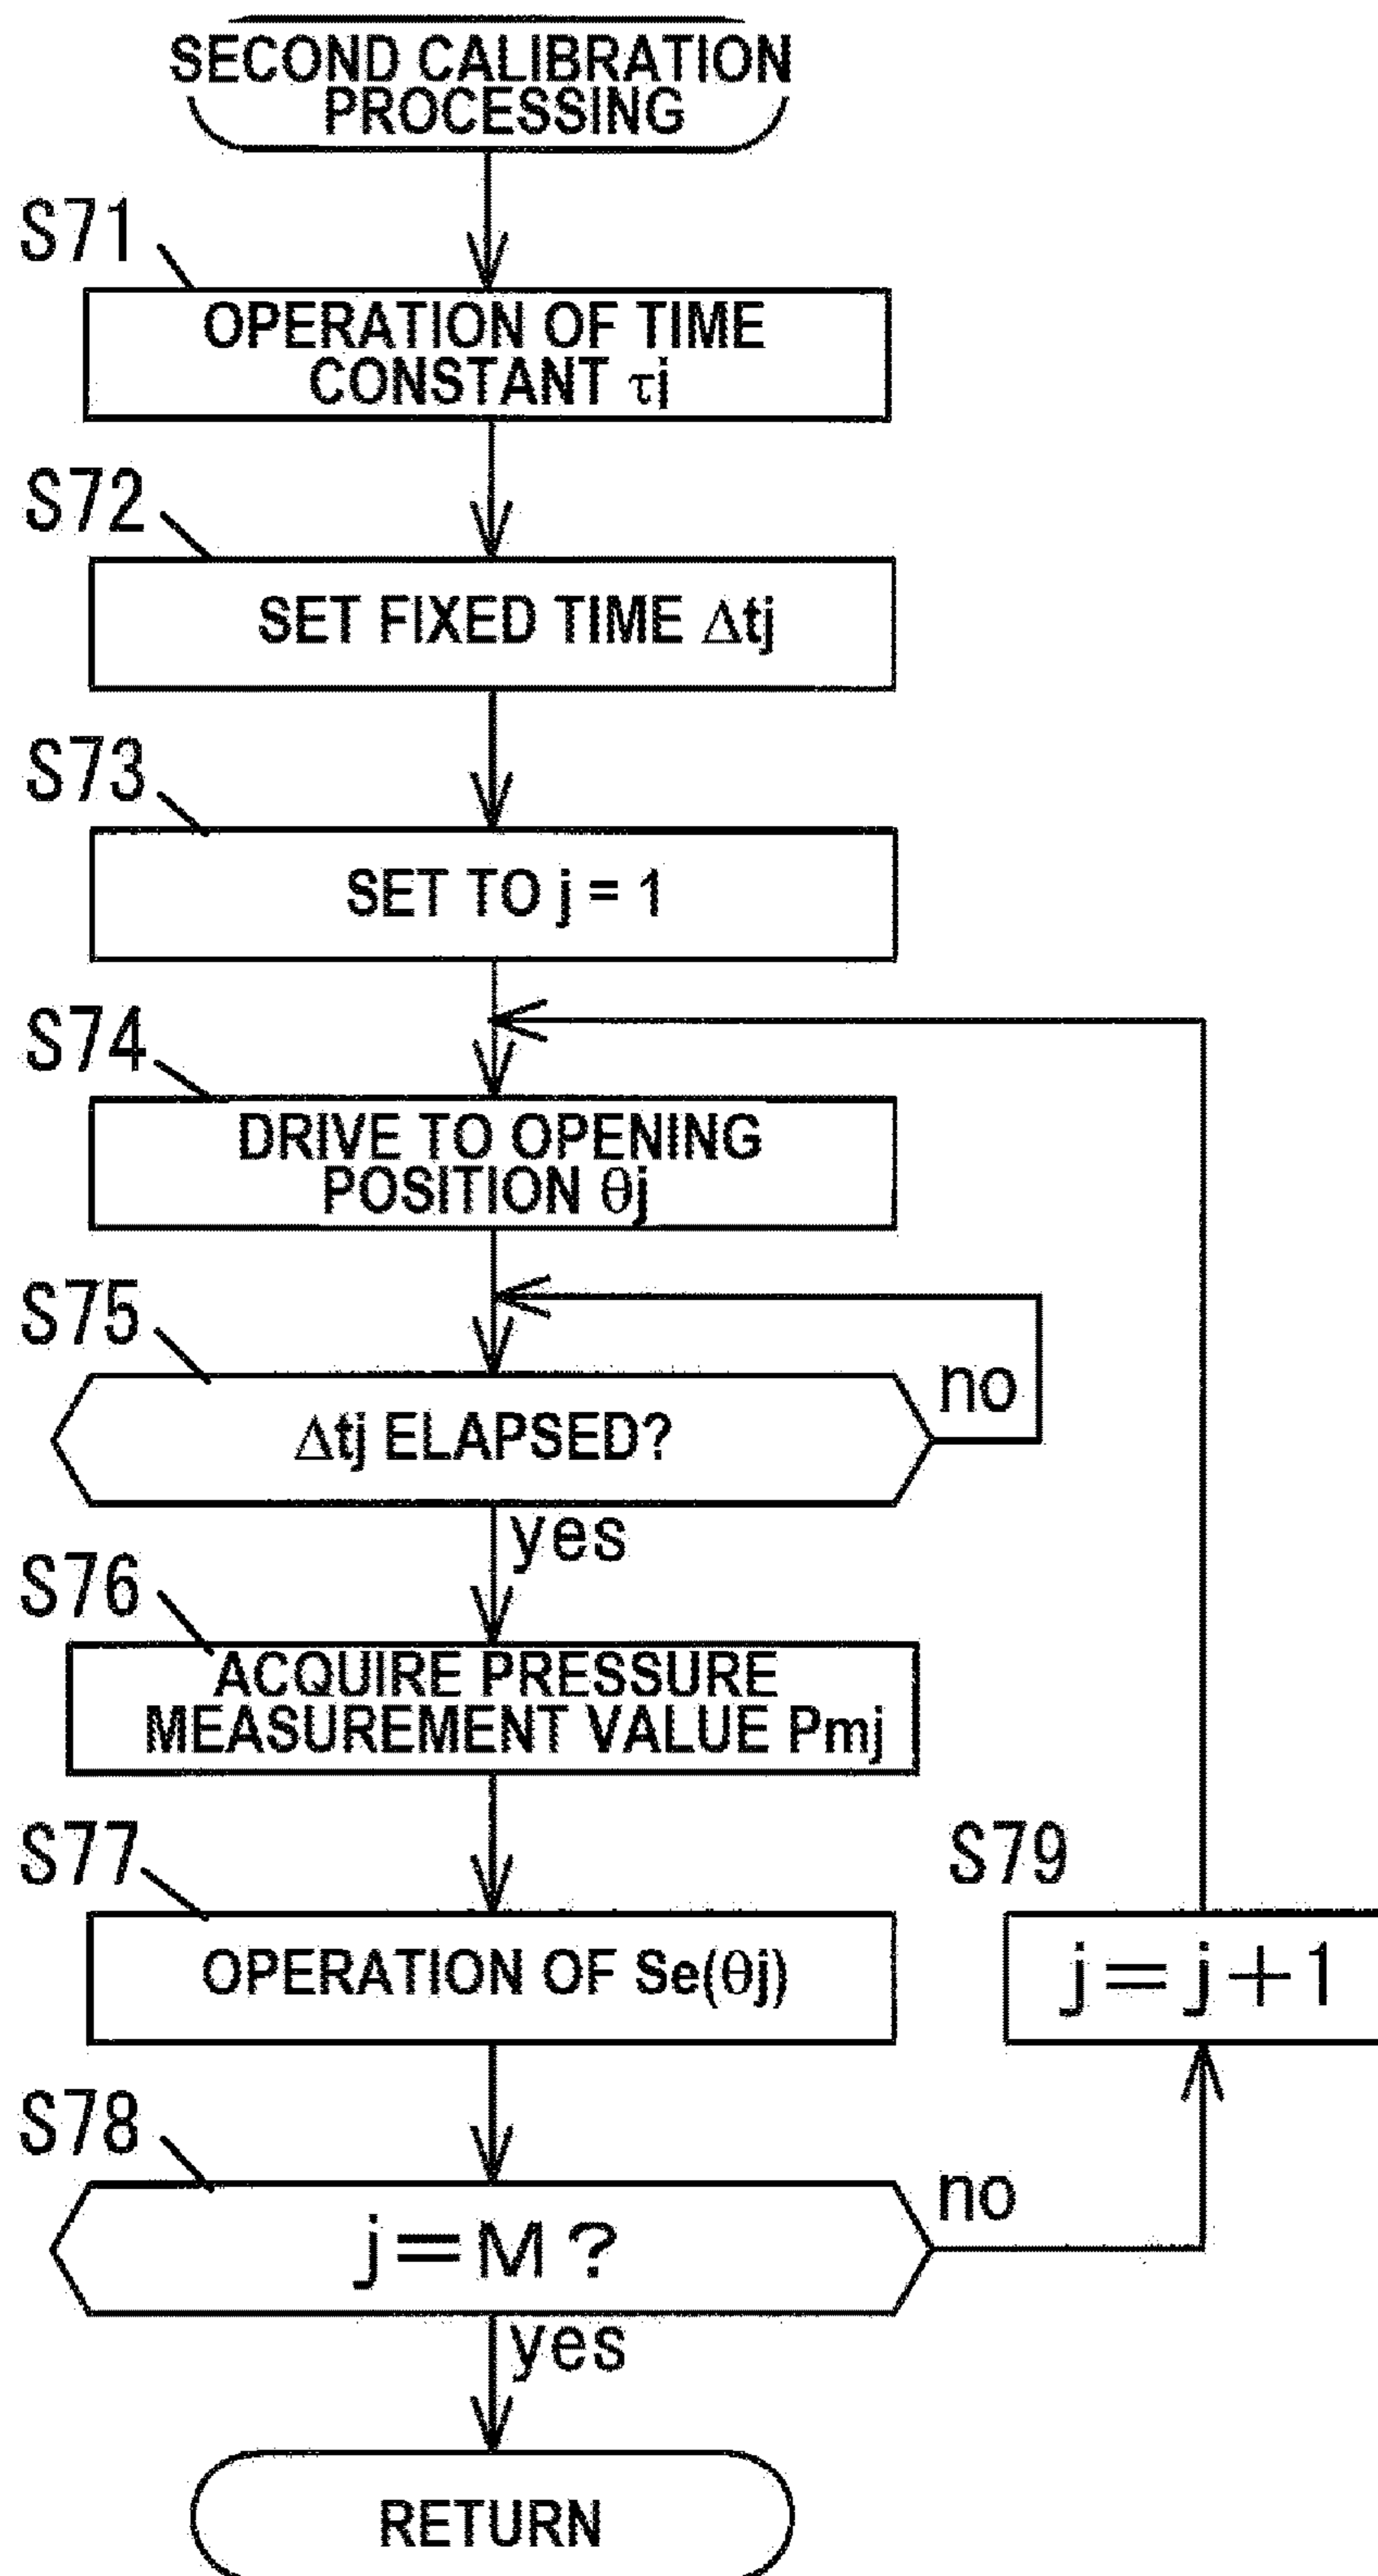 SECOND CALIBRATION
PROCESSING
S71
OPERATION OF TIME
CONSTANT τj
S72
SET FIXED TIME Δtj
S73
SET TO j = 1
S74
DRIVE TO OPENING
POSITION θj
S75
Δtj ELAPSED?
no
yes
S76
ACQUIRE PRESSURE
MEASUREMENT VALUE Pmj
S77
OPERATION OF Se(θj)
S79
j=j+1
S78
j=M?
no
yes
RETURN